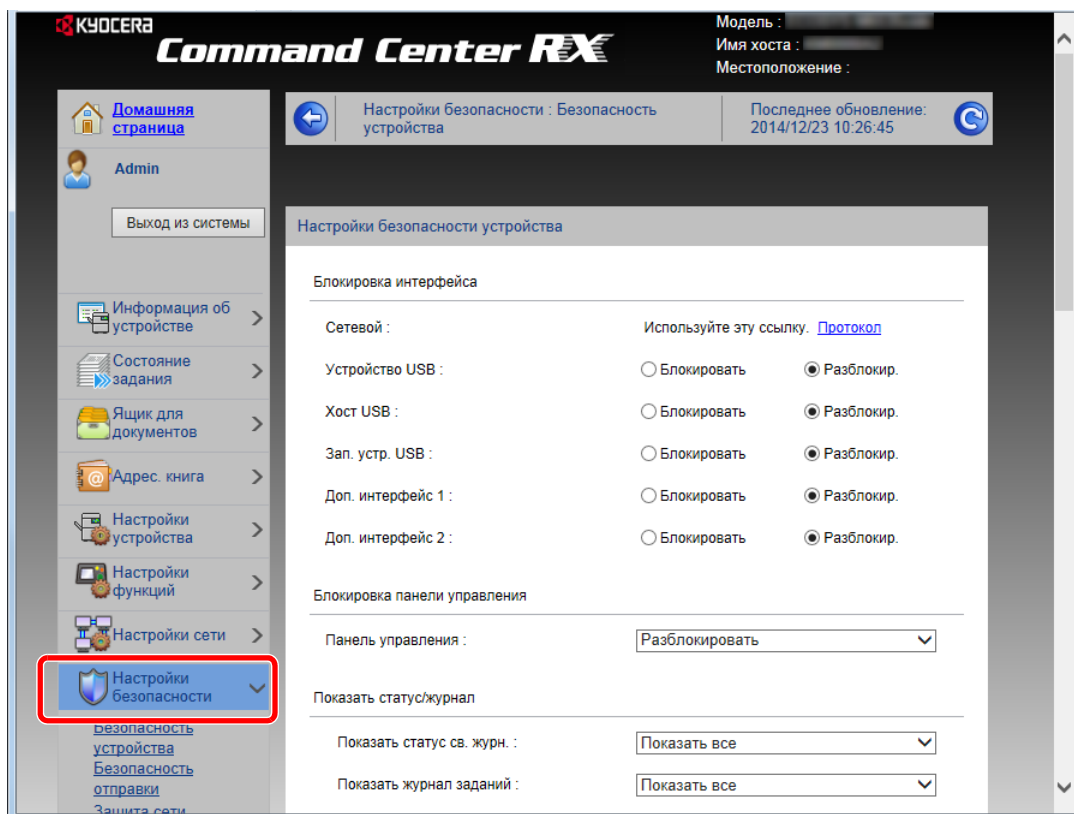 KYOCERA
Command Center RX
Модель :
Имя хоста :
Местоположение :
Домашняя
страница
Admin
Выход из системы
Информация об
устройстве
Состояние
задания
Ящик для
документов
Адрес. книга
Настройки
устройства
Настройки
функций
Настройки сети
Настройки
безопасности
Безопасность
устройства
Безопасность
отправки
Защита сети
Настройки безопасности : Безопасность
устройства
Последнее обновление:
2014/12/23 10:26:45
Настройки безопасности устройства
Блокировка интерфейса
Сетевой : Используйте эту ссылку. Протокол
Устройство USB : Блокировать Разблокир.
Хост USB : Блокировать Разблокир.
Зап. устр. USB : Блокировать Разблокир.
Доп. интерфейс 1 : Блокировать Разблокир.
Доп. интерфейс 2 : Блокировать Разблокир.
Блокировка панели управления
Панель управления : Разблокировать
Показать статус/журнал
Показать статус св. журн. : Показать все
Показать журнал заданий : Показать все